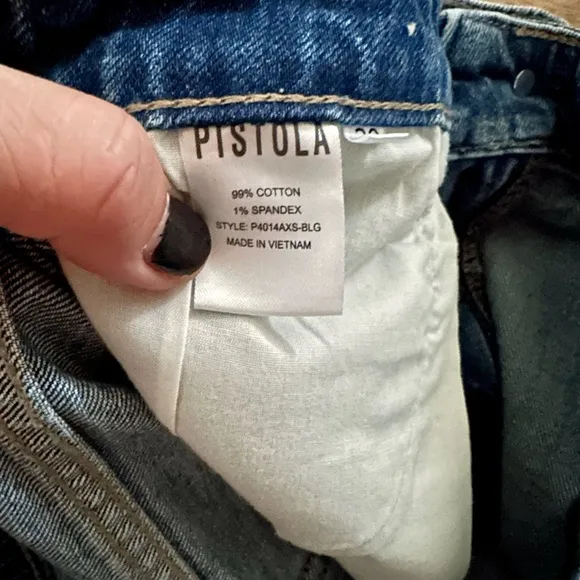 PISTOLA
99% COTTON
1% SPANDEX
STYLE: P4014AXS-BLG
MADE IN VIETNAM